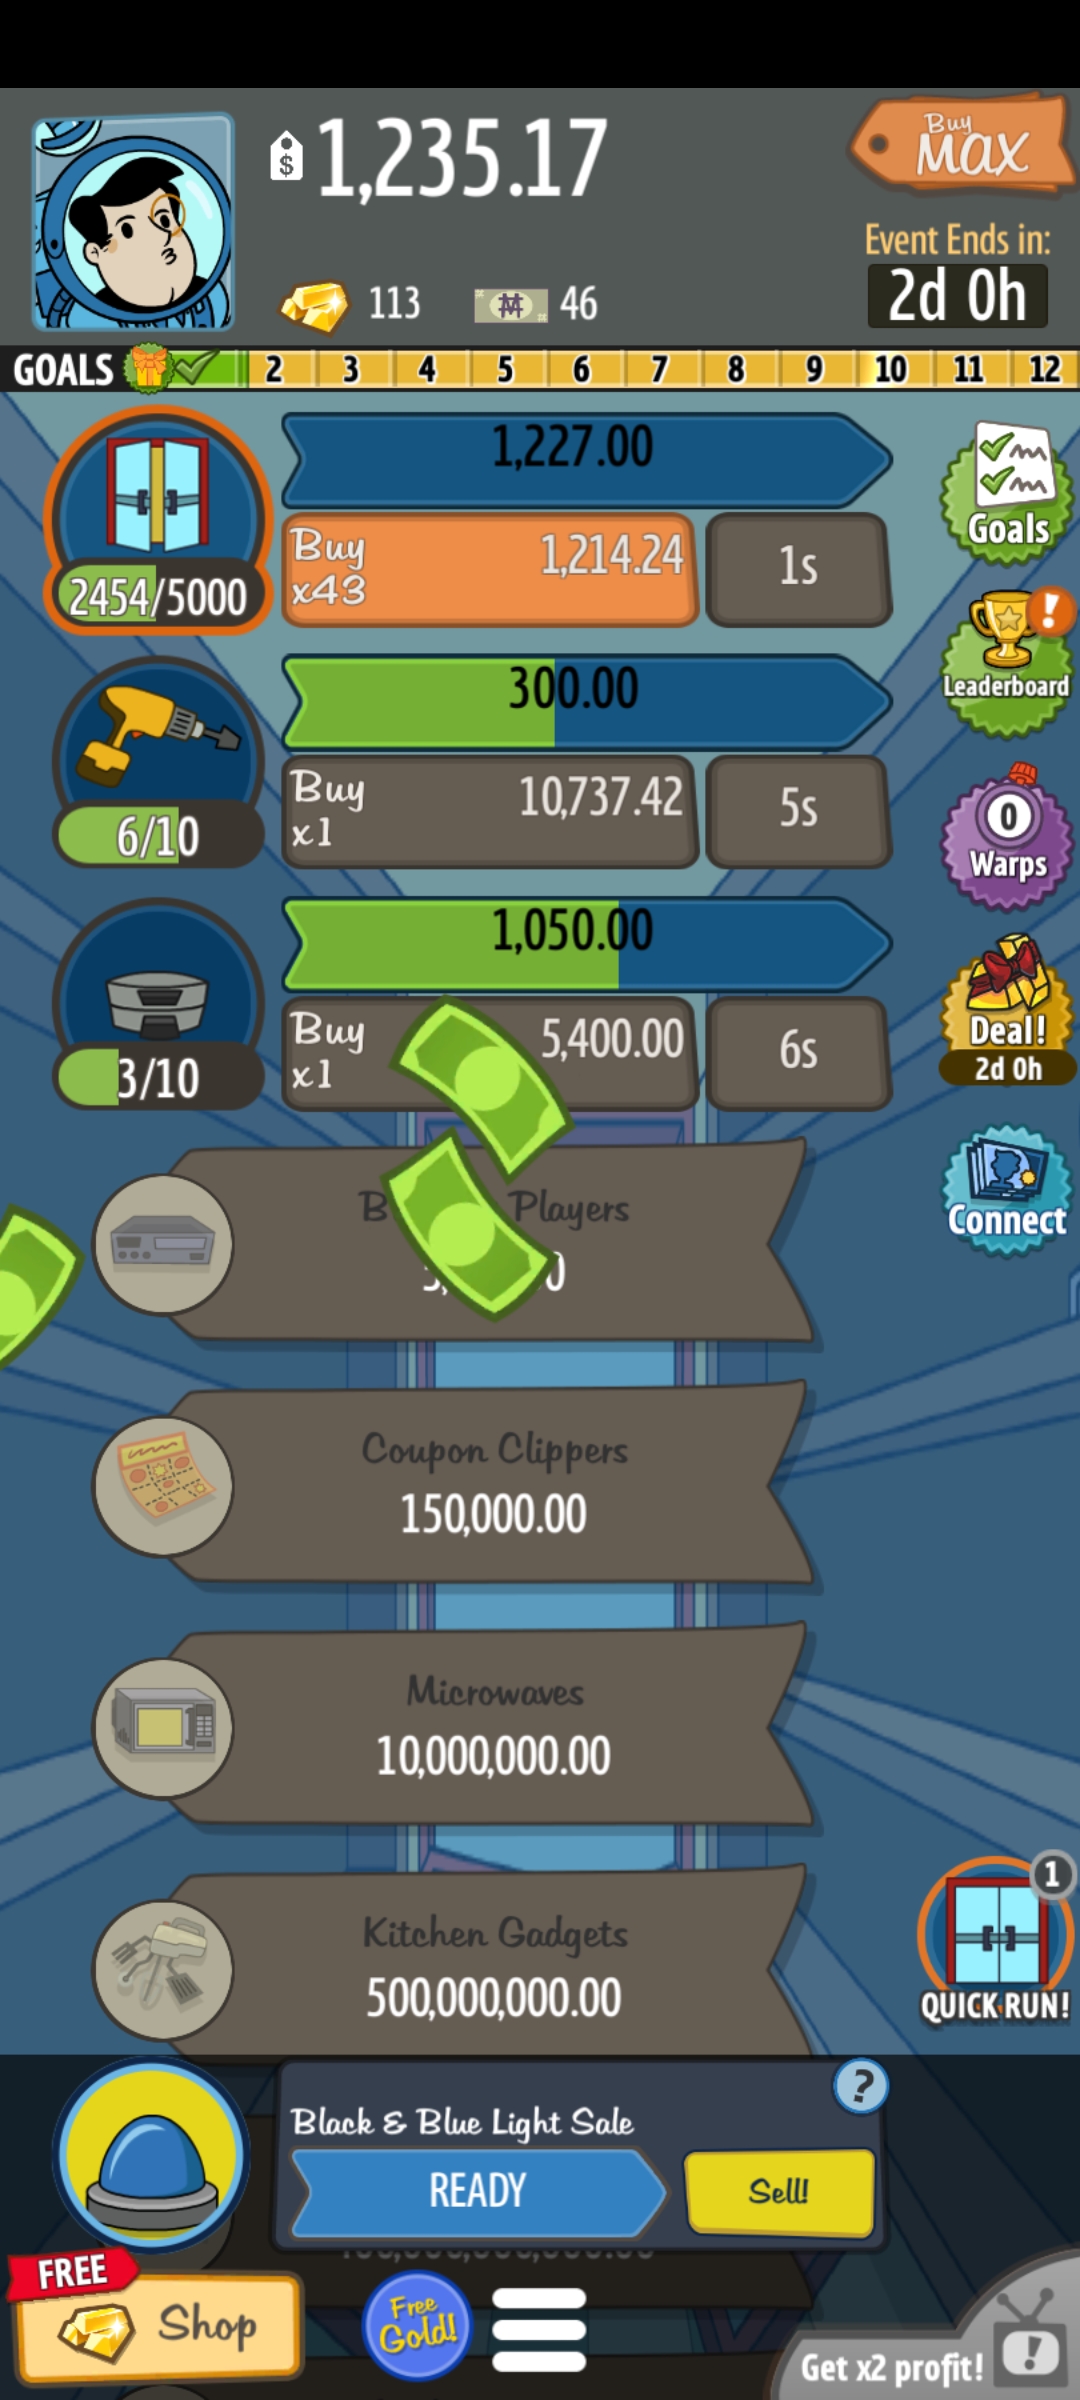 $ 1,235.17
Buy
MAX
Event Ends in:
2d 0h
113
46
GOALS 2 3 4 5 6 7 8 9 10 11 12
1,227.00
Buy 1,214.24
x43
1s
2454/5000
Goals
300.00
Buy 10,737.42
x1
5s
6/10
Leaderboard
0
Warps
1,050.00
Buy 5,400.00
x1
6s
3/10
Deal!
2d 0h
Players
Connect
Coupon Clippers
150,000.00
Microwaves
10,000,000.00
Kitchen Gadgets
500,000,000.00
1
QUICK RUN!
?
Black & Blue Light Sale
READY
Sell!
FREE
Shop
Free
Gold!
Get x2 profit!